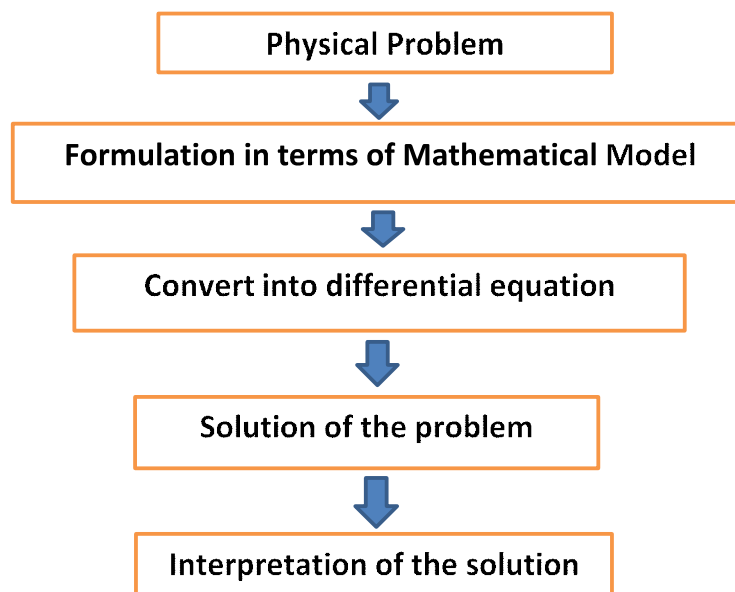 Physical Problem
Formulation in terms of Mathematical Model
Convert into differential equation
Solution of the problem
Interpretation of the solution